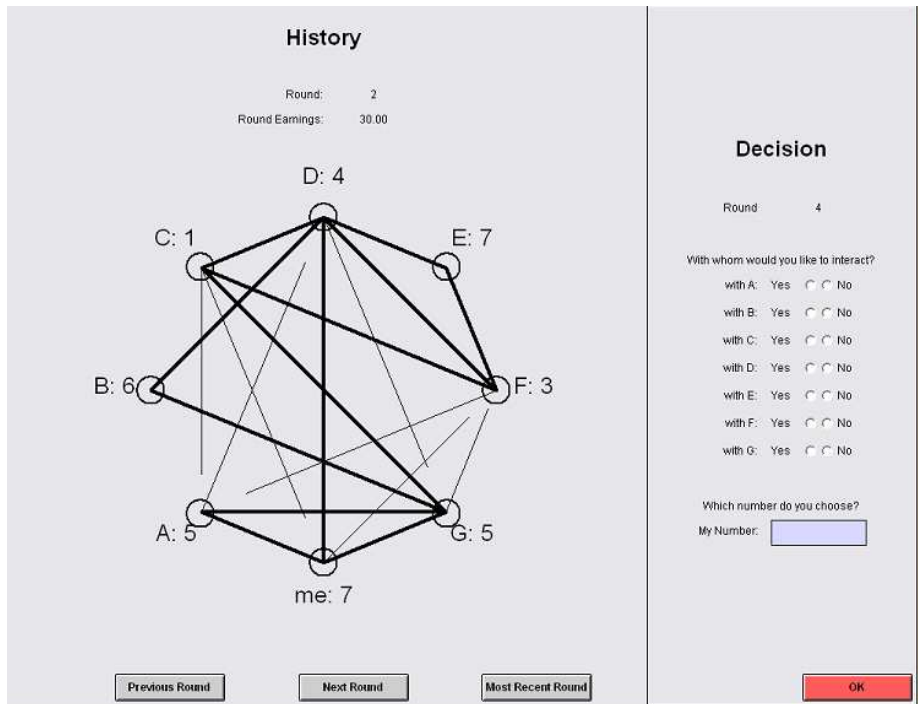 History
Round: 2
Round Earnings: 30.00
D: 4
C: 1
E: 7
B: 6
F: 3
A: 5
G: 5
me: 7
Previous Round
Next Round
Most Recent Round
Decision
Round 4
With whom would you like to interact?
with A: Yes No
with B: Yes No
with C: Yes No
with D: Yes No
with E: Yes No
with F: Yes No
with G: Yes No
Which number do you choose?
My Number:
OK